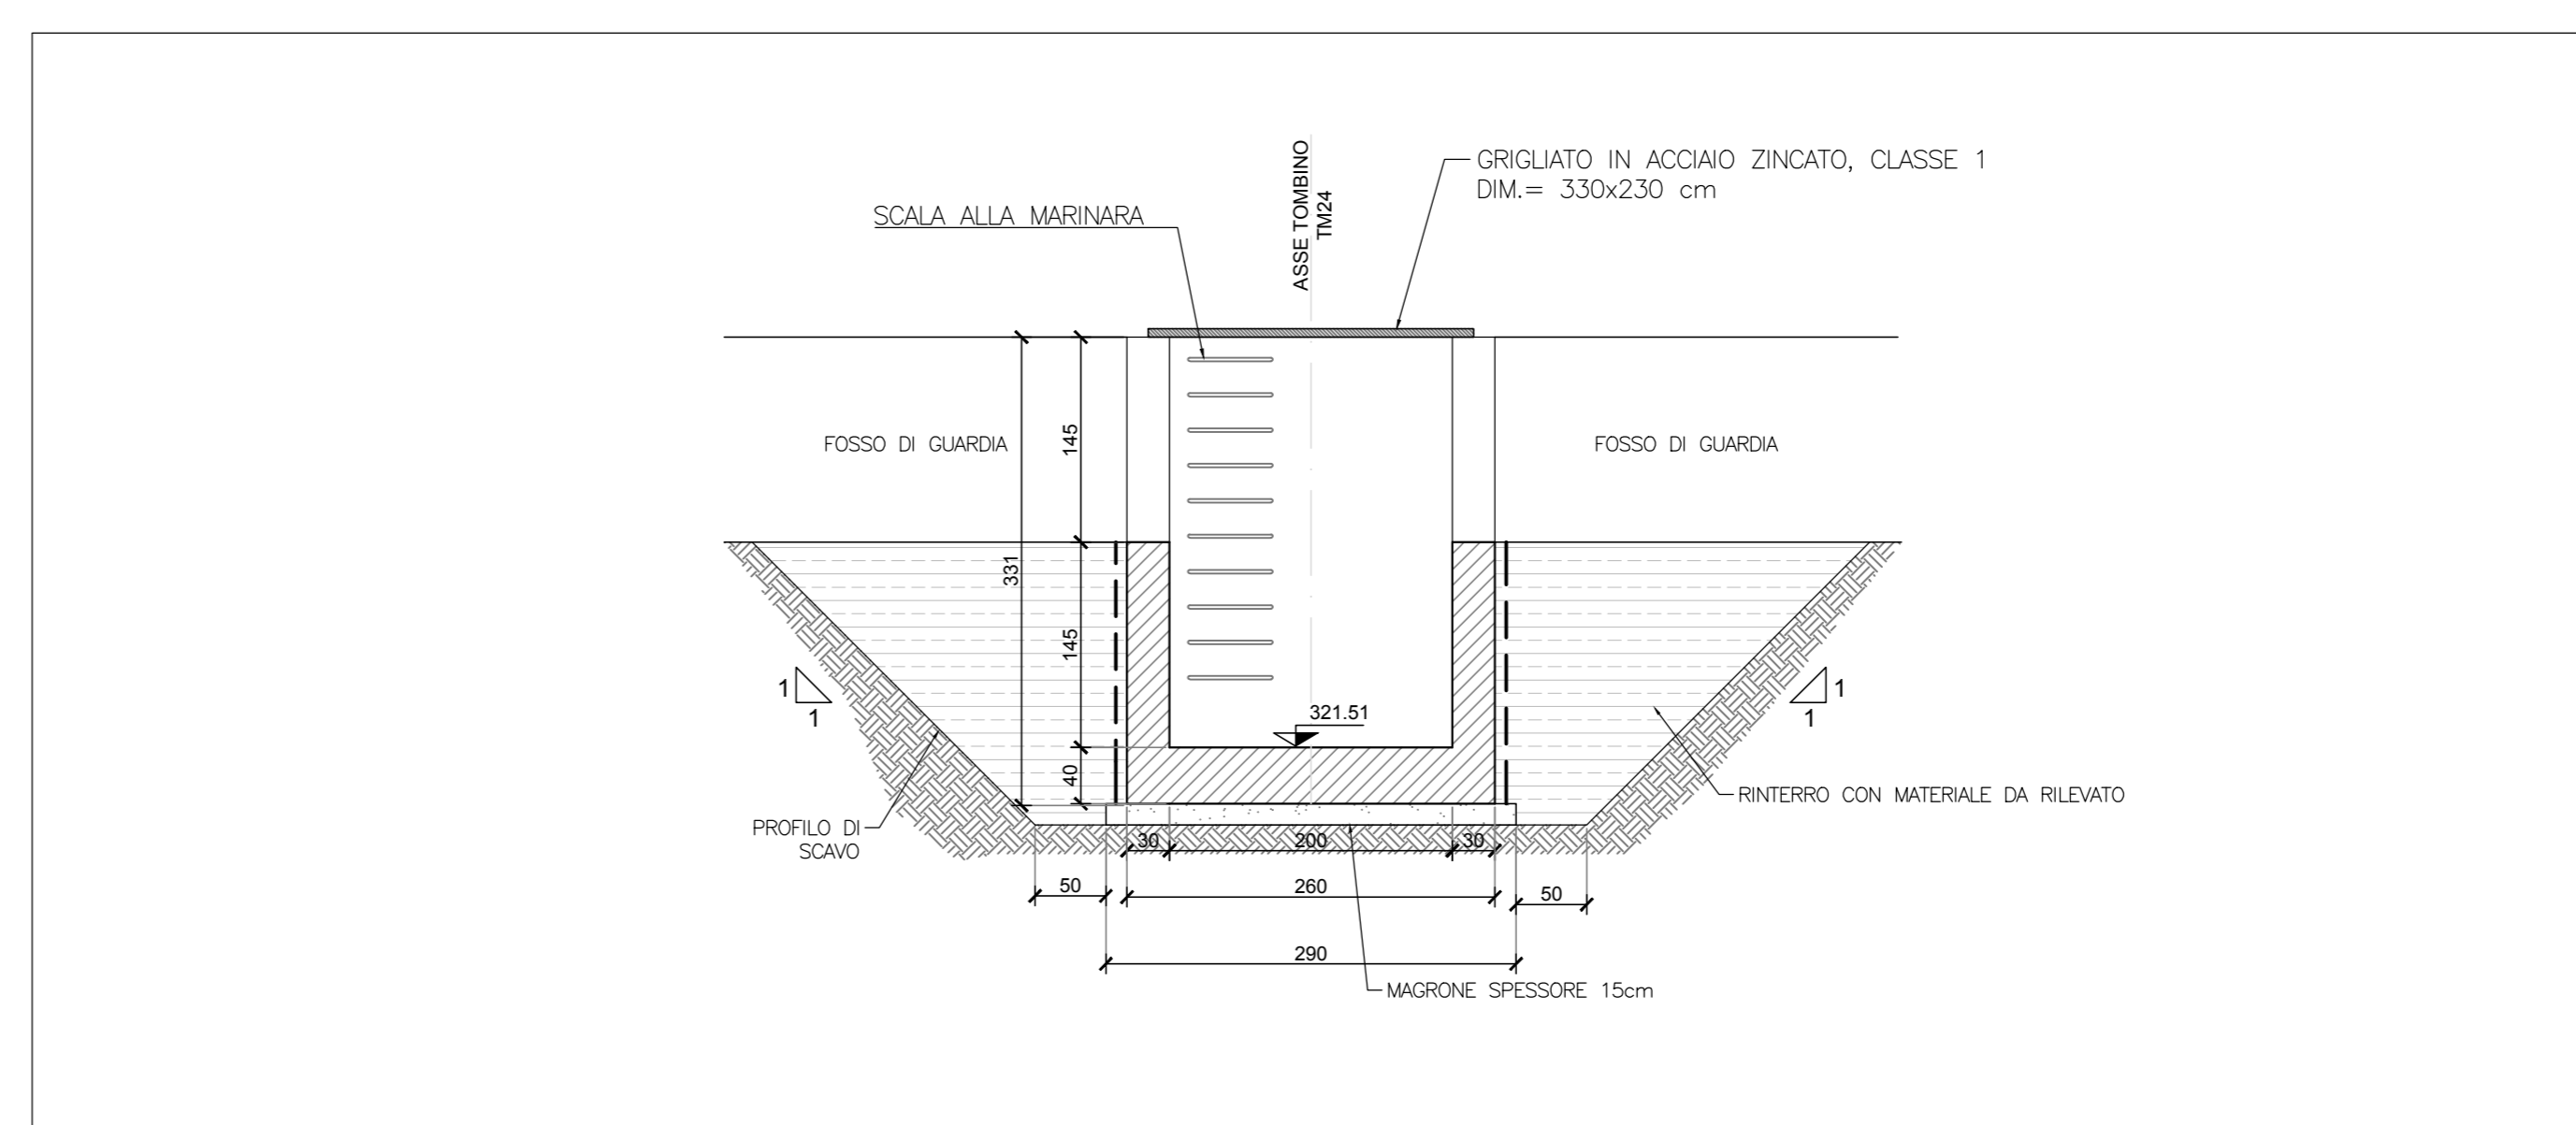 GRIGLIATO IN ACCIAIO ZINCATO, CLASSE 1
DIM.= 330x230 cm
ASSE TOMBINO
TM24
SCALA ALLA MARINARA
FOSSO DI GUARDIA
145
FOSSO DI GUARDIA
331
145
1
1
321.51
1
1
40
RINTERRO CON MATERIALE DA RILEVATO
PROFILO DI
SCAVO
30
200
30
50
260
50
290
MAGRONE SPESSORE 15cm